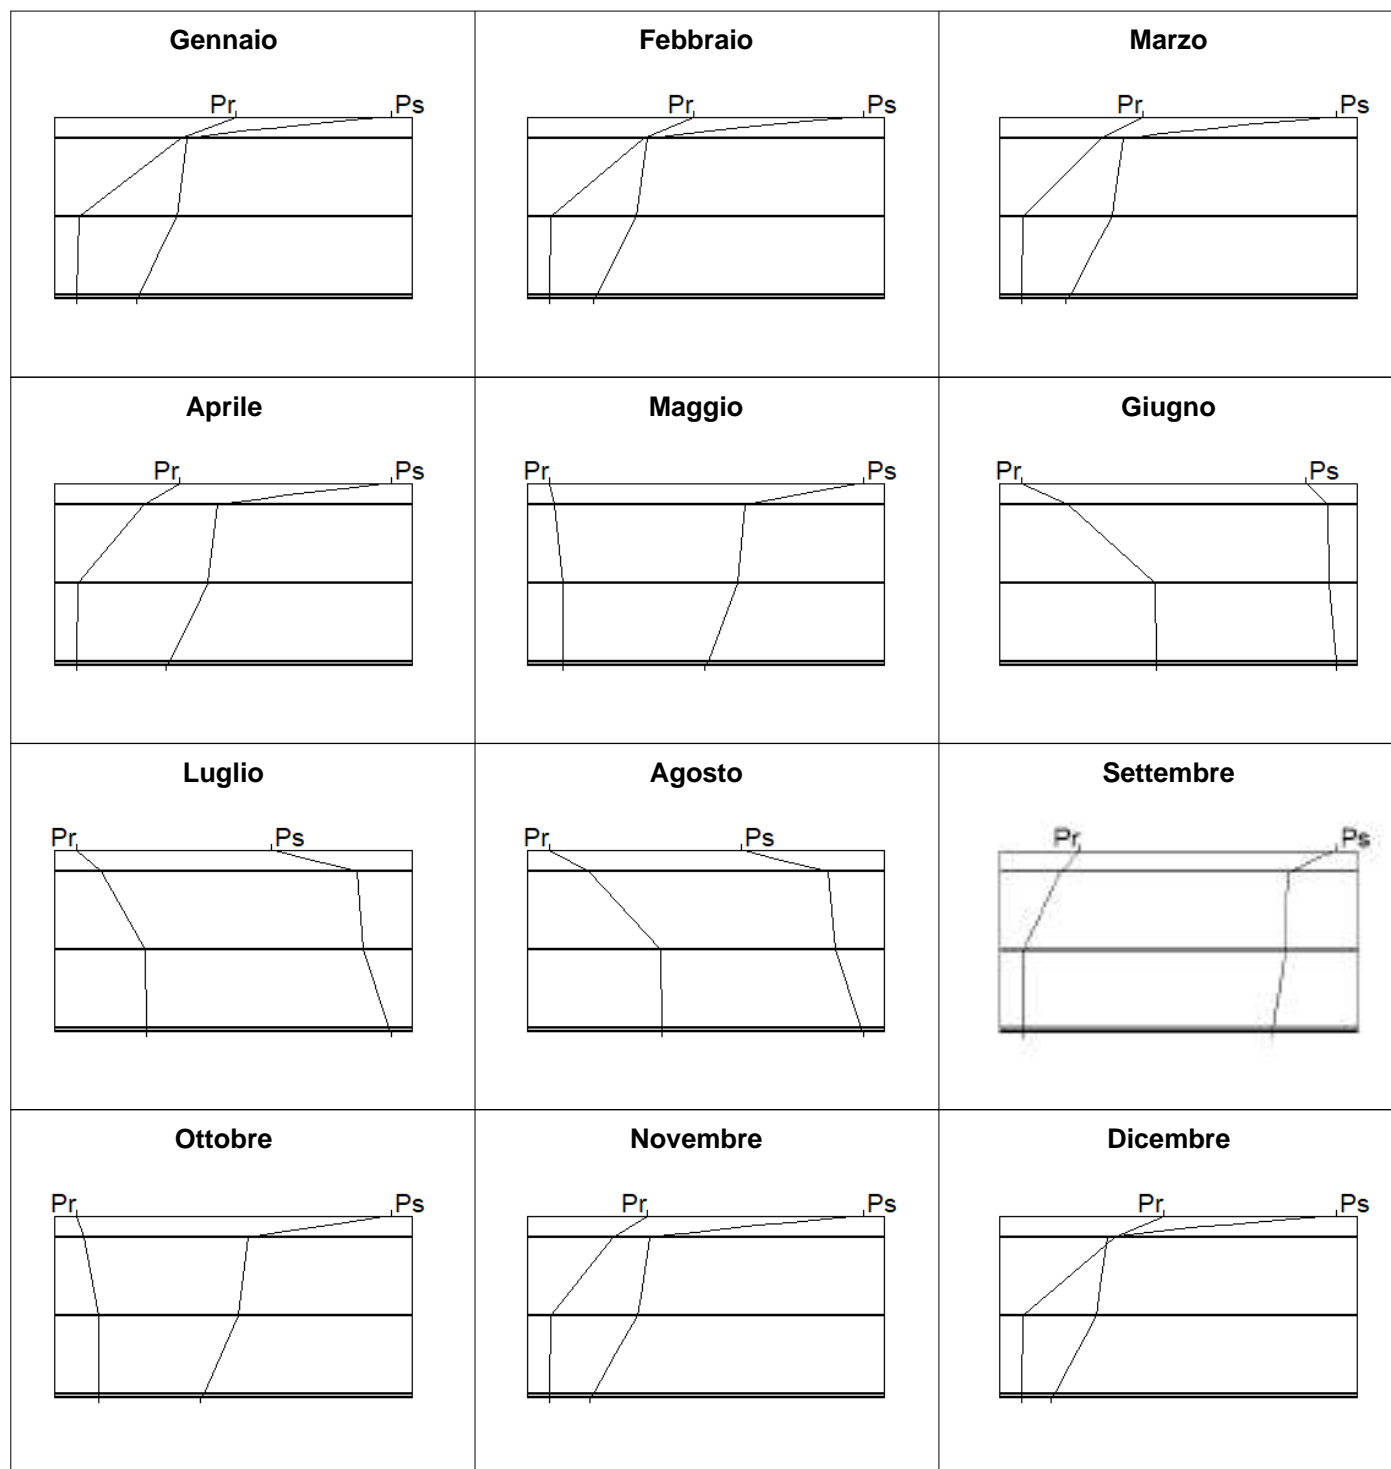 Gennaio
Febbraio
Marzo
Pr
Ps
Pr
Ps
Pr
Ps
Aprile
Maggio
Giugno
Pr
Ps
Pr
Ps
Pr
Ps
Luglio
Agosto
Settembre
Pr
Ps
Pr
Ps
Pr
Ps
Ottobre
Novembre
Dicembre
Pr
Ps
Pr
Ps
Pr
Ps